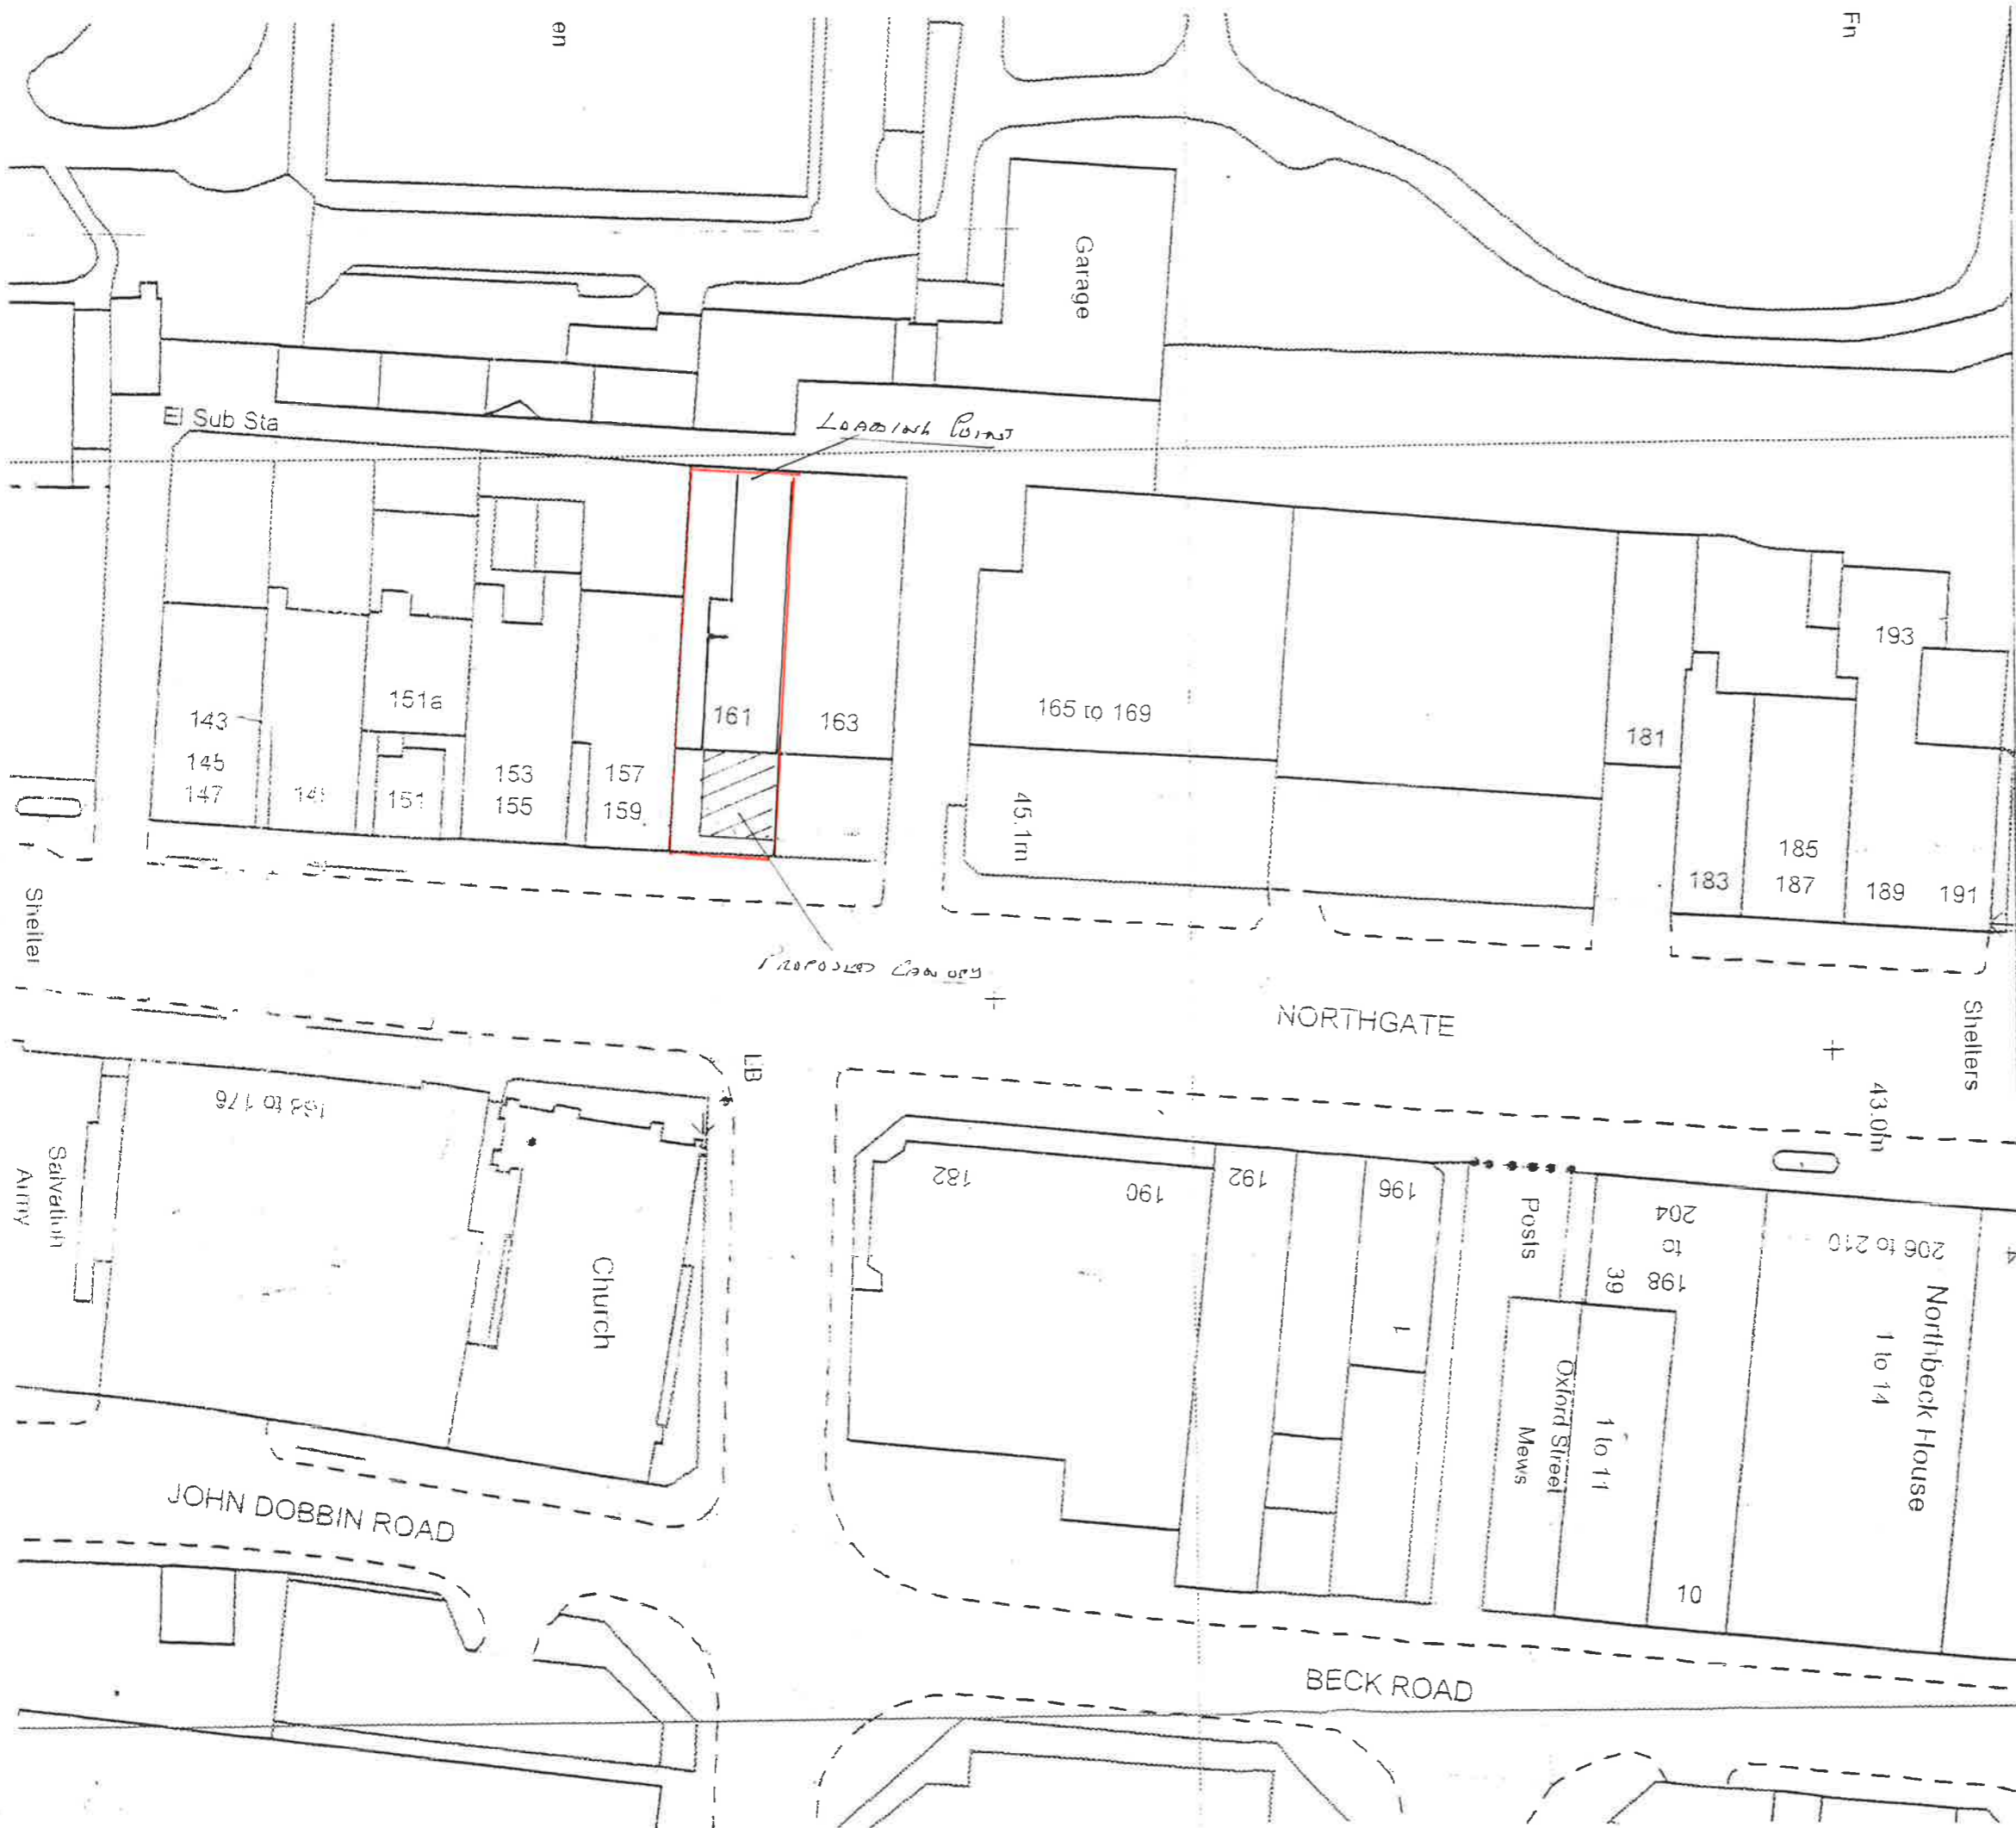 en
Fn
Garage
El Sub Sta
LOADING POINT
193
151a
143
161
163
165 to 169
181
145
147
151
153
155
157
159
45.1m
185
187
183
189
191
Shelter
PROPOSED CANOPY
NORTHGATE
Shelters
43.0m
LB
to 176
Salvation
Army
Church
182
190
192
196
Posts
204
to
198
39
206 to 210
Northbeck House
1 to 14
1
Oxford Street
Mews
1 to 11
10
JOHN DOBBIN ROAD
BECK ROAD